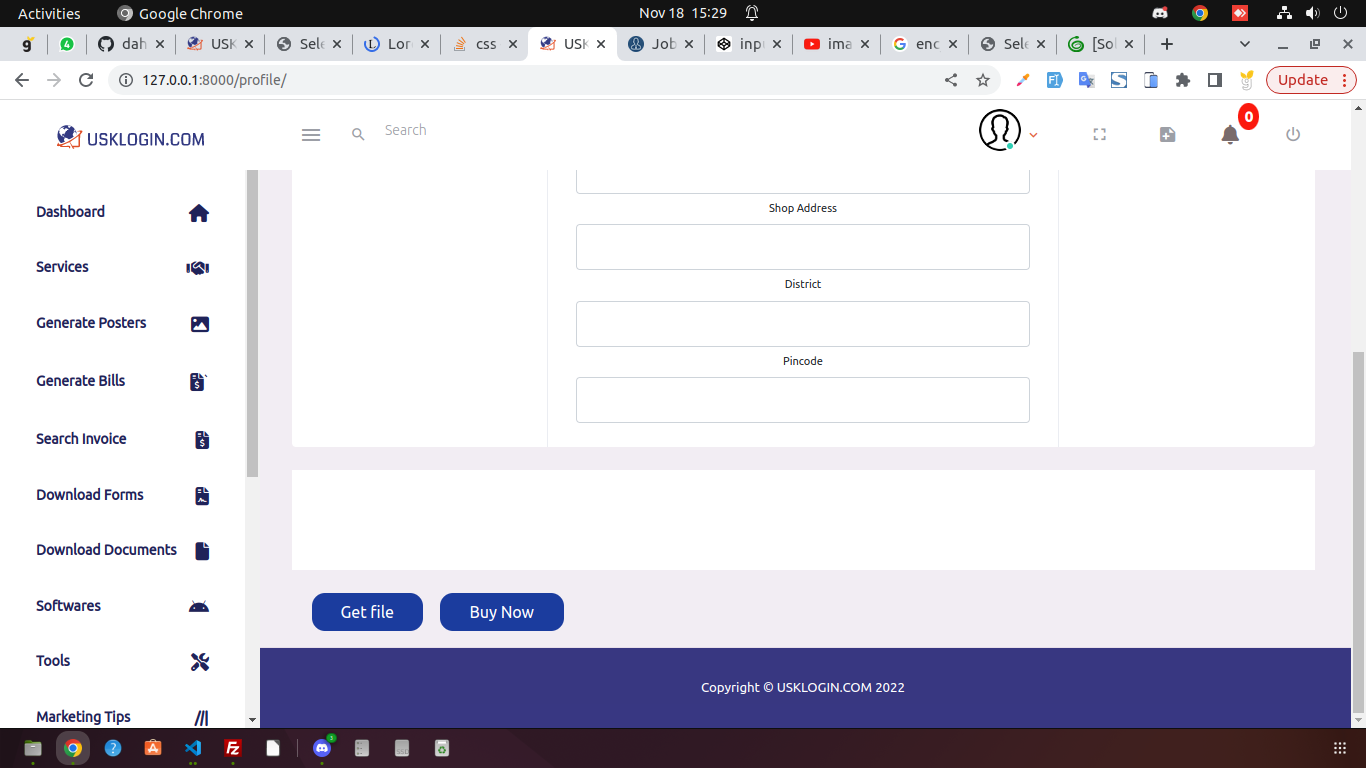 Activities Google Chrome Nov 18 15:29
g 4 dah USK Sele Lor css USK Job inpu ima enc Sele [Sol
127.0.0.1:8000/profile/ Update
USKLOGIN.COM Search 0
Dashboard
Shop Address
Services
District
Generate Posters
Pincode
Generate Bills
Search Invoice
Download Forms
Download Documents
Softwares
Get file Buy Now
Tools
Copyright © USKLOGIN.COM 2022
Marketing Tips